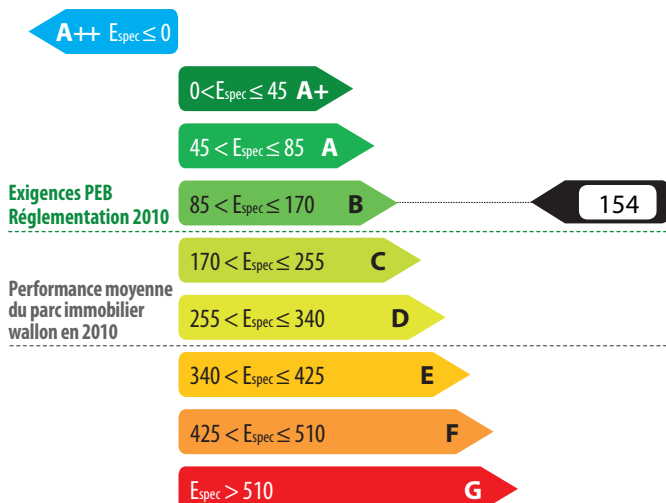 A++ Espec ≤ 0
0<Espec ≤ 45 A+
45 < Espec ≤ 85 A
Exigences PEB
Réglementation 2010
85 < Espec ≤ 170 B
154
170 < Espec ≤ 255 C
Performance moyenne
du parc immobilier
wallon en 2010
255 < Espec ≤ 340 D
340 < Espec ≤ 425 E
425 < Espec ≤ 510 F
Espec > 510 G